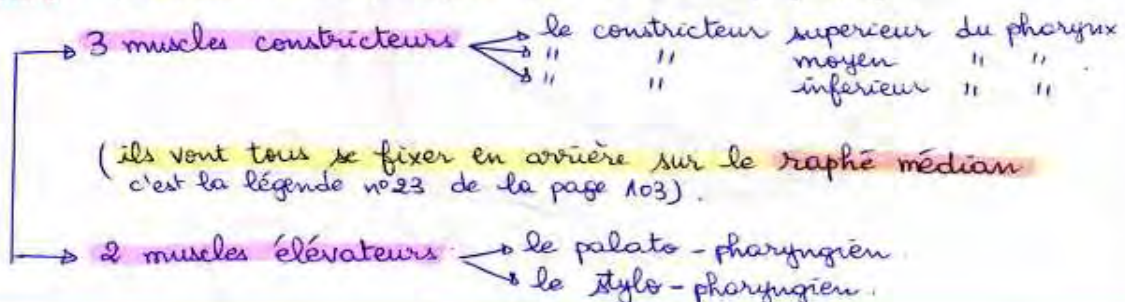 3 muscles constricteurs → le constricteur superieur du pharynx
→ " " moyen " "
→ " " inferieur " "
(ils vont tous se fixer en arrière sur le raphé médian
c'est la légende n°23 de la page 103).
→ 2 muscles élévateurs → le palato-pharyngien.
→ le stylo-pharyngien.